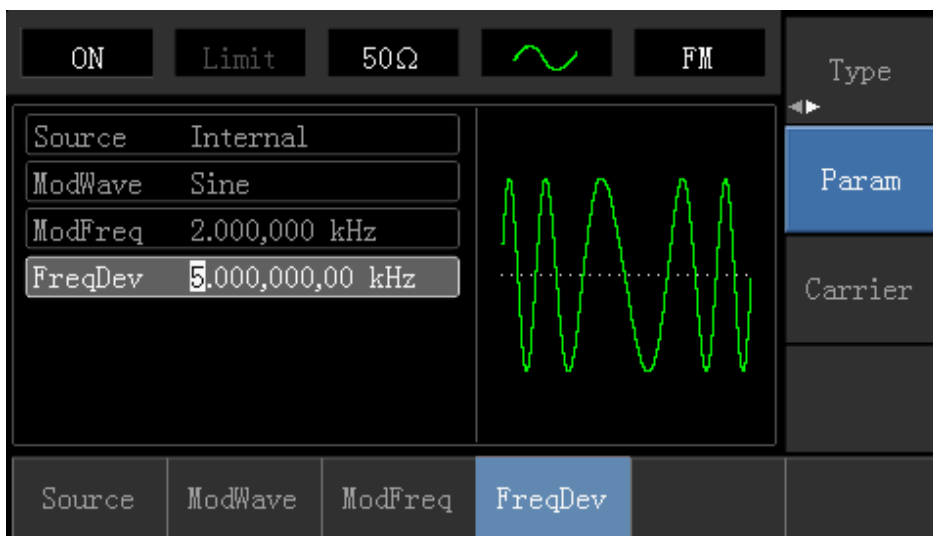 ON Limit 50Ω FM
Type
Source Internal
ModWave Sine
Param
ModFreq 2.000,000 kHz
FreqDev 5.000,000,00 kHz
Carrier
Source ModWave ModFreq FreqDev